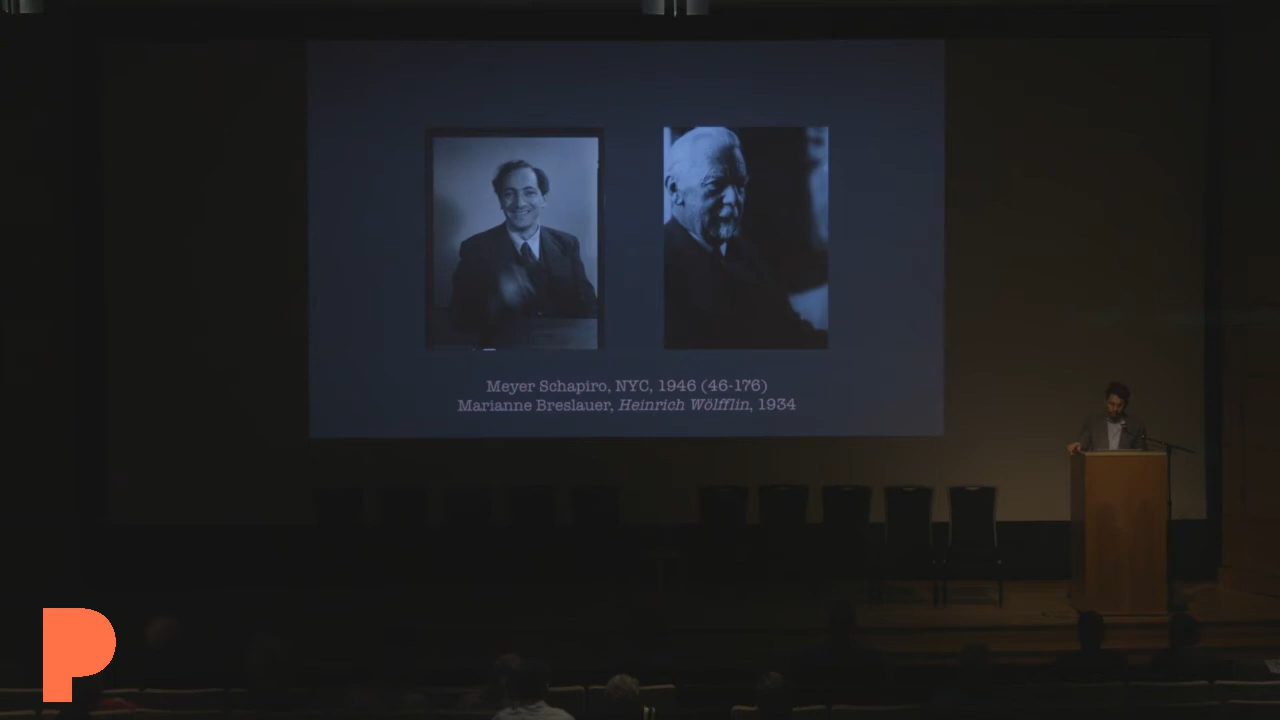 Meyer Schapiro, NYC, 1946 (46-176)
Marianne Breslauer, Heinrich Wölfflin, 1934
P